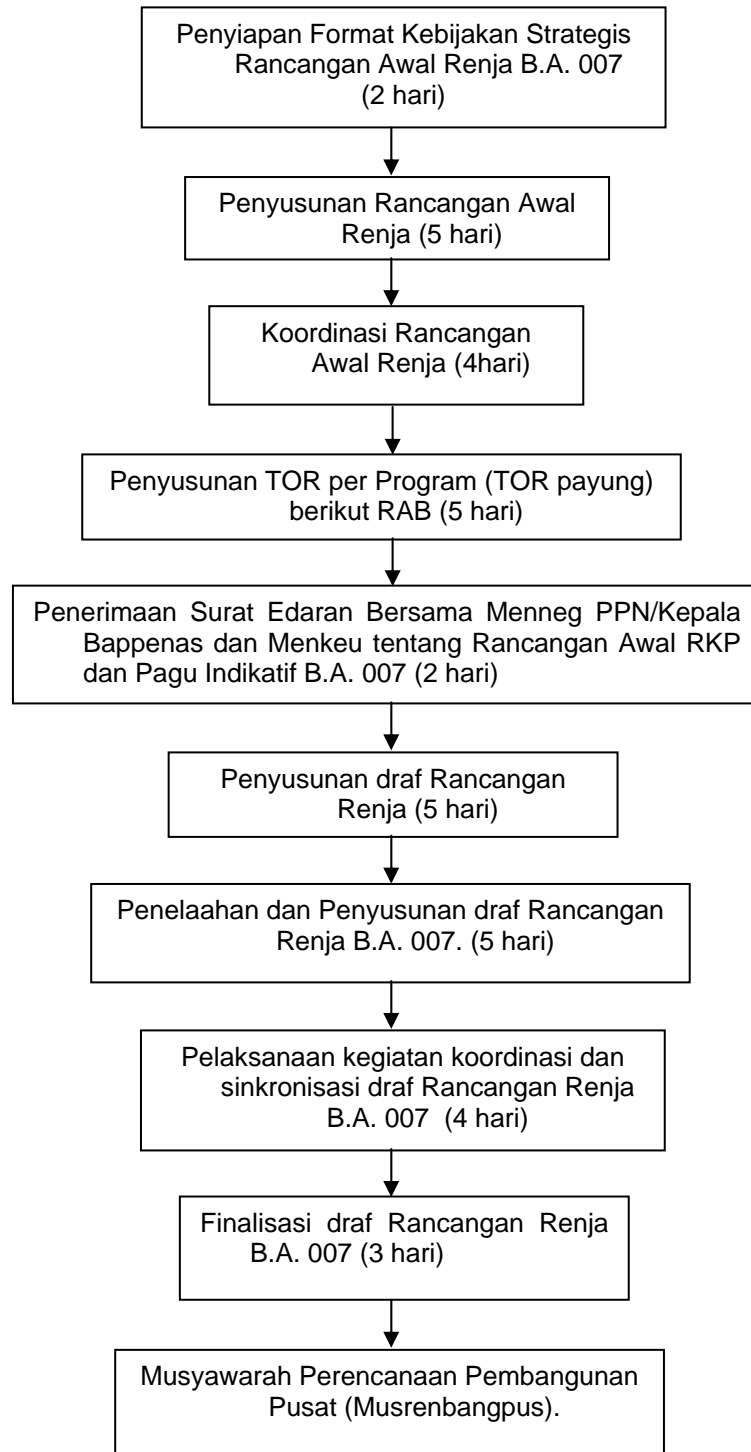 Penyiapan Format Kebijakan Strategis
Rancangan Awal Renja B.A. 007
(2 hari)
Penyusunan Rancangan Awal
Renja (5 hari)
Koordinasi Rancangan
Awal Renja (4hari)
Penyusunan TOR per Program (TOR payung)
berikut RAB (5 hari)
Penerimaan Surat Edaran Bersama Menneg PPN/Kepala
Bappenas dan Menkeu tentang Rancangan Awal RKP
dan Pagu Indikatif B.A. 007 (2 hari)
Penyusunan draf Rancangan
Renja (5 hari)
Penelaahan dan Penyusunan draf Rancangan
Renja B.A. 007. (5 hari)
Pelaksanaan kegiatan koordinasi dan
sinkronisasi draf Rancangan Renja
B.A. 007 (4 hari)
Finalisasi draf Rancangan Renja
B.A. 007 (3 hari)
Musyawarah Perencanaan Pembangunan
Pusat (Musrenbangpus).